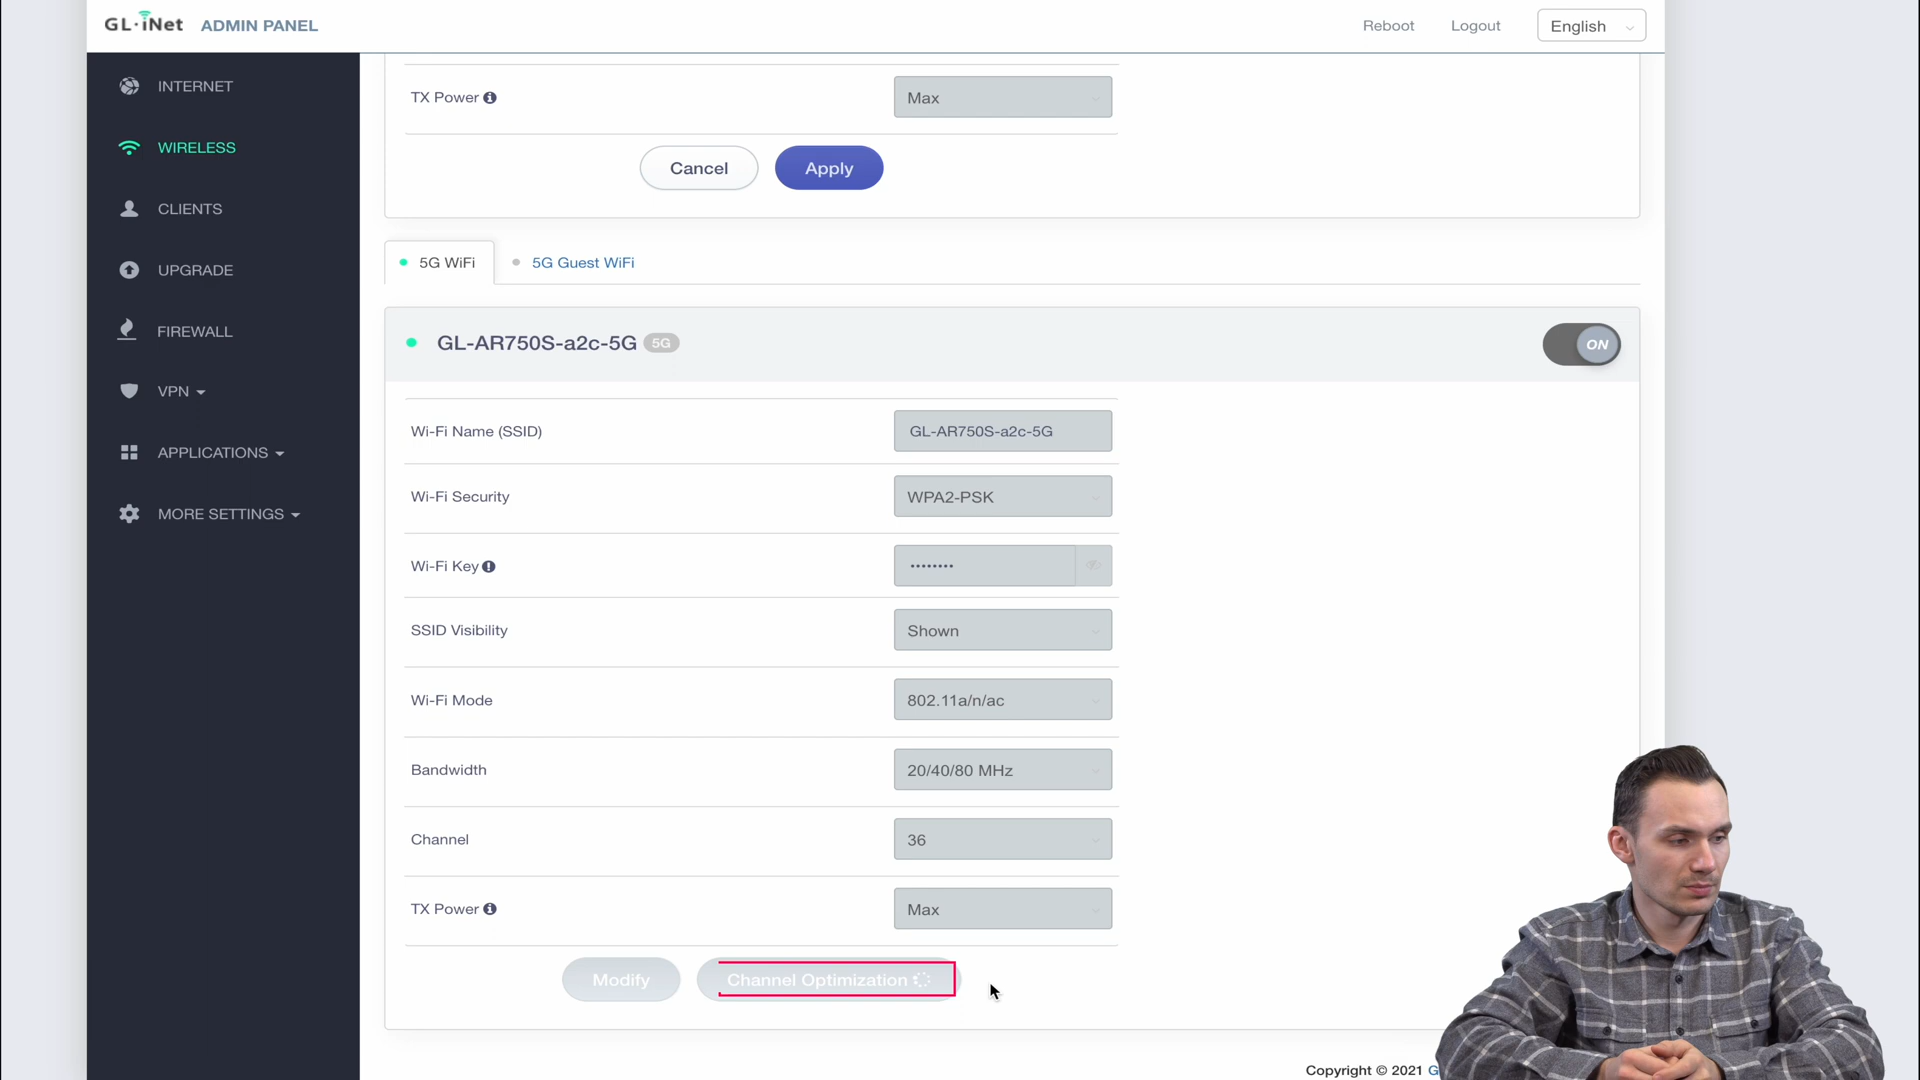 GL·iNet ADMIN PANEL
Reboot
Logout
English
INTERNET
WIRELESS
CLIENTS
UPGRADE
FIREWALL
VPN
APPLICATIONS
MORE SETTINGS
TX Power
Max
Cancel
Apply
5G WiFi
5G Guest WiFi
GL-AR750S-a2c-5G 5G
ON
Wi-Fi Name (SSID)
GL-AR750S-a2c-5G
Wi-Fi Security
WPA2-PSK
Wi-Fi Key
••••••••
SSID Visibility
Shown
Wi-Fi Mode
802.11a/n/ac
Bandwidth
20/40/80 MHz
Channel
36
TX Power
Max
Modify
Channel Optimization
Copyright © 2021 G